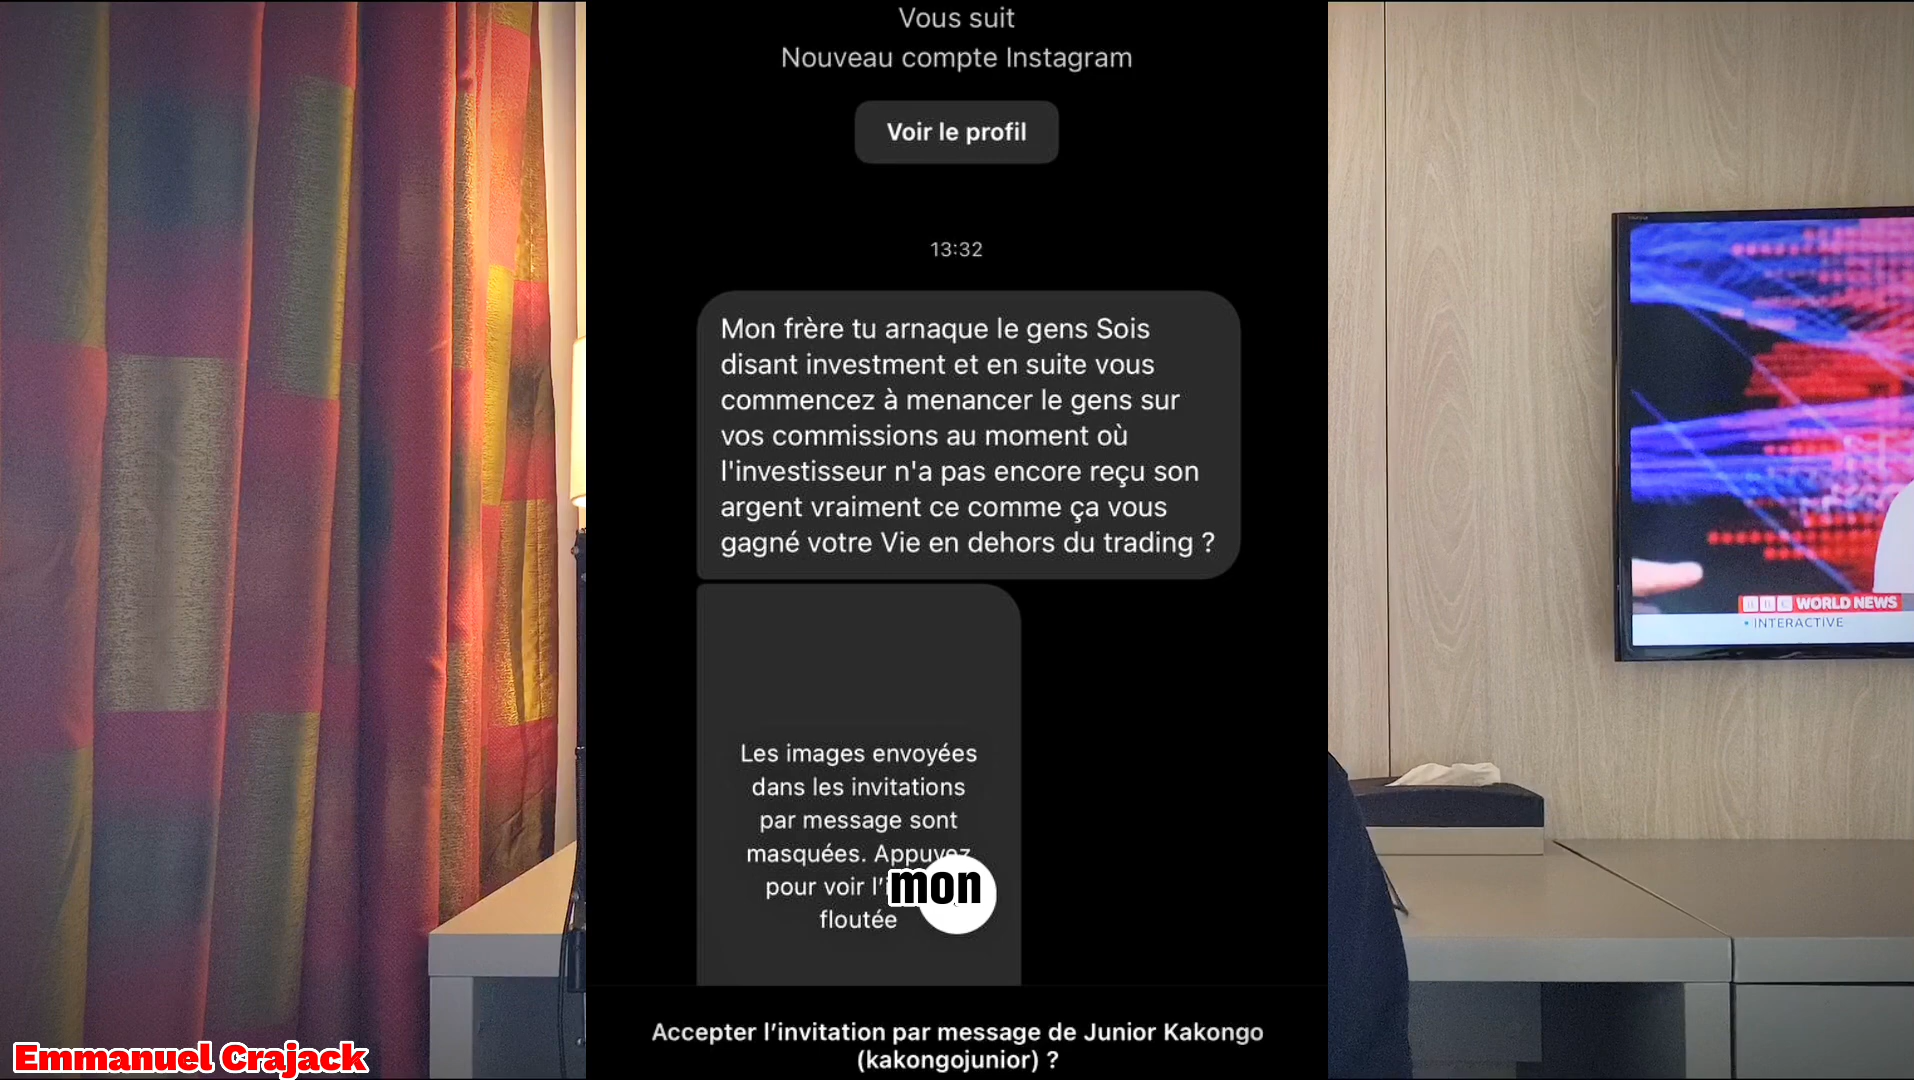 Vous suit
Nouveau compte Instagram
Voir le profil
13:32
Mon frère tu arnaque le gens Sois
disant investment et en suite vous
commencez à menancer le gens sur
vos commissions au moment où
l'investisseur n'a pas encore reçu son
argent vraiment ce comme ça vous
gagné votre Vie en dehors du trading ?
BBC WORLD NEWS
• INTERACTIVE
Les images envoyées
dans les invitations
par message sont
masquées. Appuyez
pour voir
mon
floutée
Accepter l’invitation par message de Junior Kakongo
(kakongojunior) ?
Emmanuel Crajack